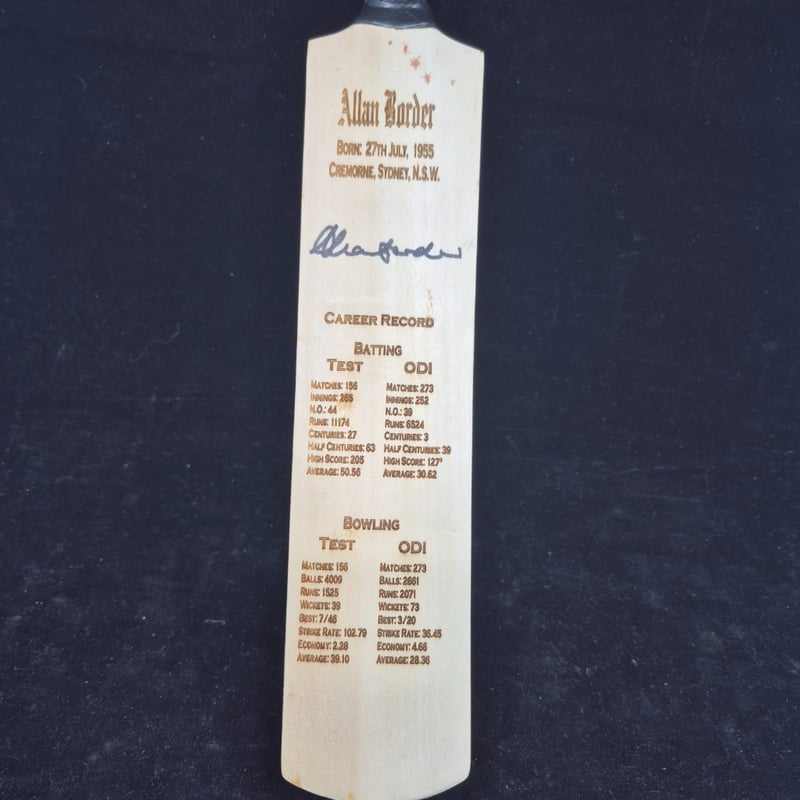 Allan Border
BORN: 27TH JULY, 1955
CREMORNE, SYDNEY, N.S.W.
Allan Border
CAREER RECORD
BATTING
TEST ODI
MATCHES: 156 MATCHES: 273
INNINGS: 265 INNINGS: 252
N.O.: 44 N.O.: 39
RUNS: 11174 RUNS: 6524
CENTURIES: 27 CENTURIES: 3
HALF CENTURIES: 63 HALF CENTURIES: 39
HIGH SCORE: 205 HIGH SCORE: 127*
AVERAGE: 50.56 AVERAGE: 30.62
BOWLING
TEST ODI
MATCHES: 156 MATCHES: 273
BALLS: 4009 BALLS: 2661
RUNS: 1525 RUNS: 2071
WICKETS: 39 WICKETS: 73
BEST: 7/46 BEST: 3/20
STRIKE RATE: 102.79 STRIKE RATE: 36.45
ECONOMY: 2.28 ECONOMY: 4.66
AVERAGE: 39.10 AVERAGE: 28.36